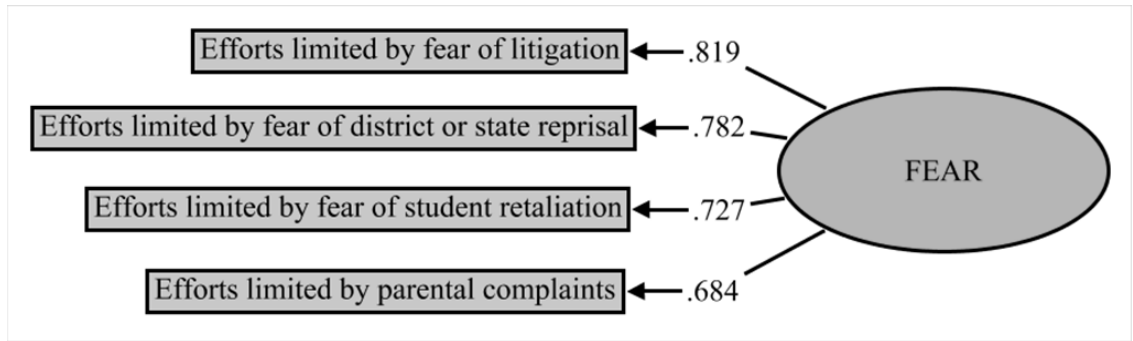 Efforts limited by fear of litigation
.819
Efforts limited by fear of district or state reprisal
.782
FEAR
Efforts limited by fear of student retaliation
.727
Efforts limited by parental complaints
.684